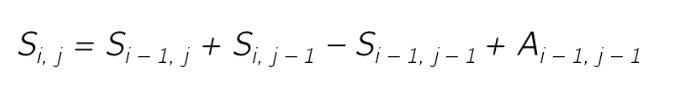 S_{i, j} = S_{i − 1, j} + S_{i, j − 1} − S_{i − 1, j − 1} + A_{i − 1, j − 1}